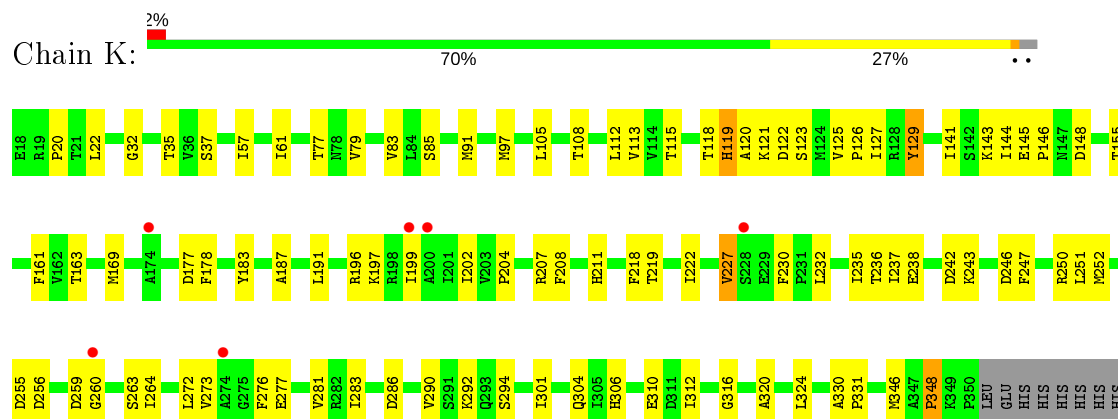 2%
Chain K:
70% 27% • •
E18 R19 P20 T21 L22 G32 T35 V36 S37 I57 I61 T77 N78 V79 V83 L84 S85 M91 M97 L105 T108 L112 V113 V114 T115 T118 H119 A120 K121 D122 S123 M124 V125 P126 I127 R128 Y129 I141 S142 K143 I144 E145 P146 N147 D148 T155
F161 V162 T163 M169 A174 D177 F178 Y183 A187 L191 R196 K197 R198 I199 A200 I201 I202 V203 P204 R207 F208 H211 F218 T219 I222 V227 S228 E229 F230 P231 L232 I235 T236 I237 E238 D242 K243 D246 F247 R250 L251 M252
D255 D256 D259 G260 S263 I264 L272 V273 A274 G275 F276 E277 V281 R282 I283 D286 V290 S291 K292 Q293 S294 I301 Q304 I305 H306 E310 D311 I312 G316 A320 L324 A330 P331 M346 A347 P348 K349 P350 LEU GLU HIS HIS HIS HIS HIS